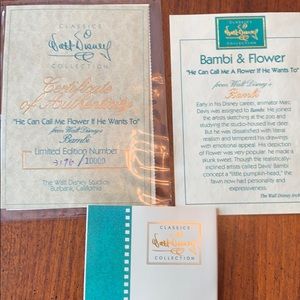 CLASSICS
Walt Disney
COLLECTION
Certificate
of Authenticity
"He Can Call Me A Flower If He Wants To"
from Walt Disney's
Bambi
Limited Edition Number
10000
The Walt Disney Studios
Burbank, California
CLASSICS
Walt Disney
COLLECTION
Bambi & Flower
"He Can Call Me A Flower If He Wants To"
from Walt Disney's
Bambi
Early in his Disney career, animator Marc
Davis was assigned to Bambi. He joined the
artists sketching at the zoo and
studying the studio-housed live deer.
But he was dissatisfied with literal
realism and tempered his drawings with
emotional appeal. His depiction
of Flower was very popular; he made a
skunk sweet. Though the realistically-
inclined artists called Davis' Bambi
concept a "little pumpkin-head," the
fawn now had personality and
expressiveness.
CLASSICS
Walt Disney
COLLECTION